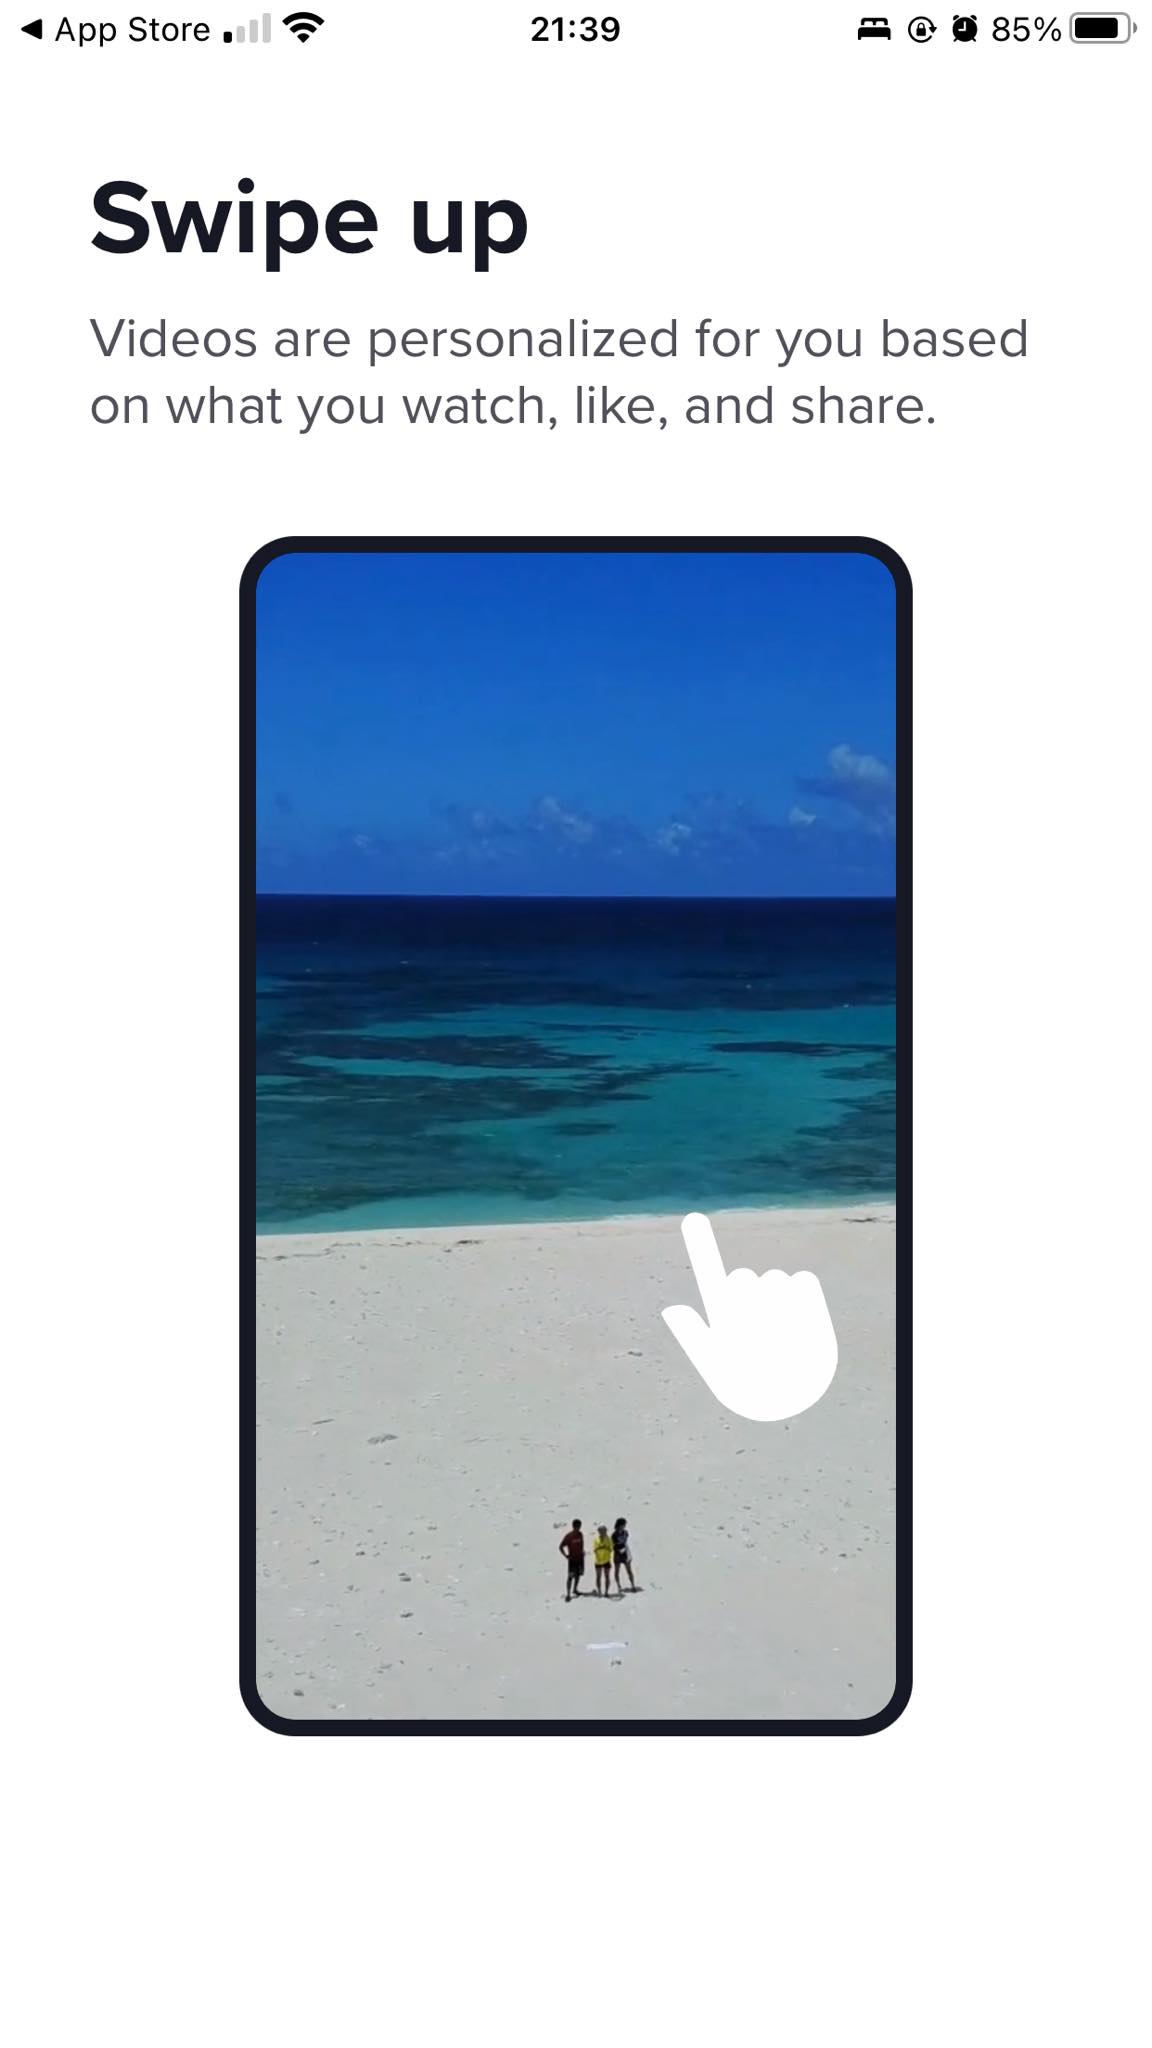 App Store
21:39
85%
Swipe up
Videos are personalized for you based
on what you watch, like, and share.